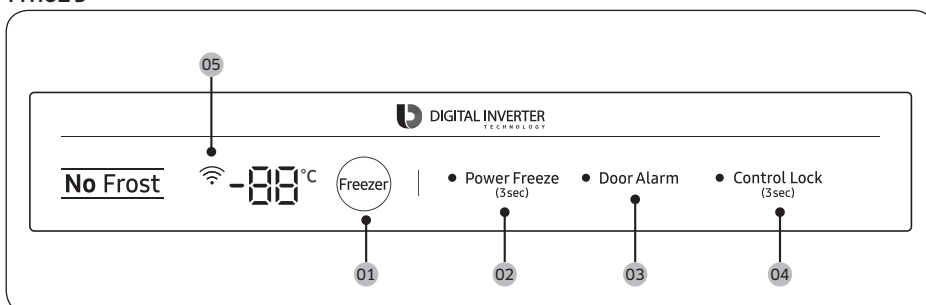 05
DIGITAL INVERTER
TECHNOLOGY
No Frost
-88°C
Freezer
Power Freeze
(3sec)
Door Alarm
Control Lock
(3sec)
01
02
03
04